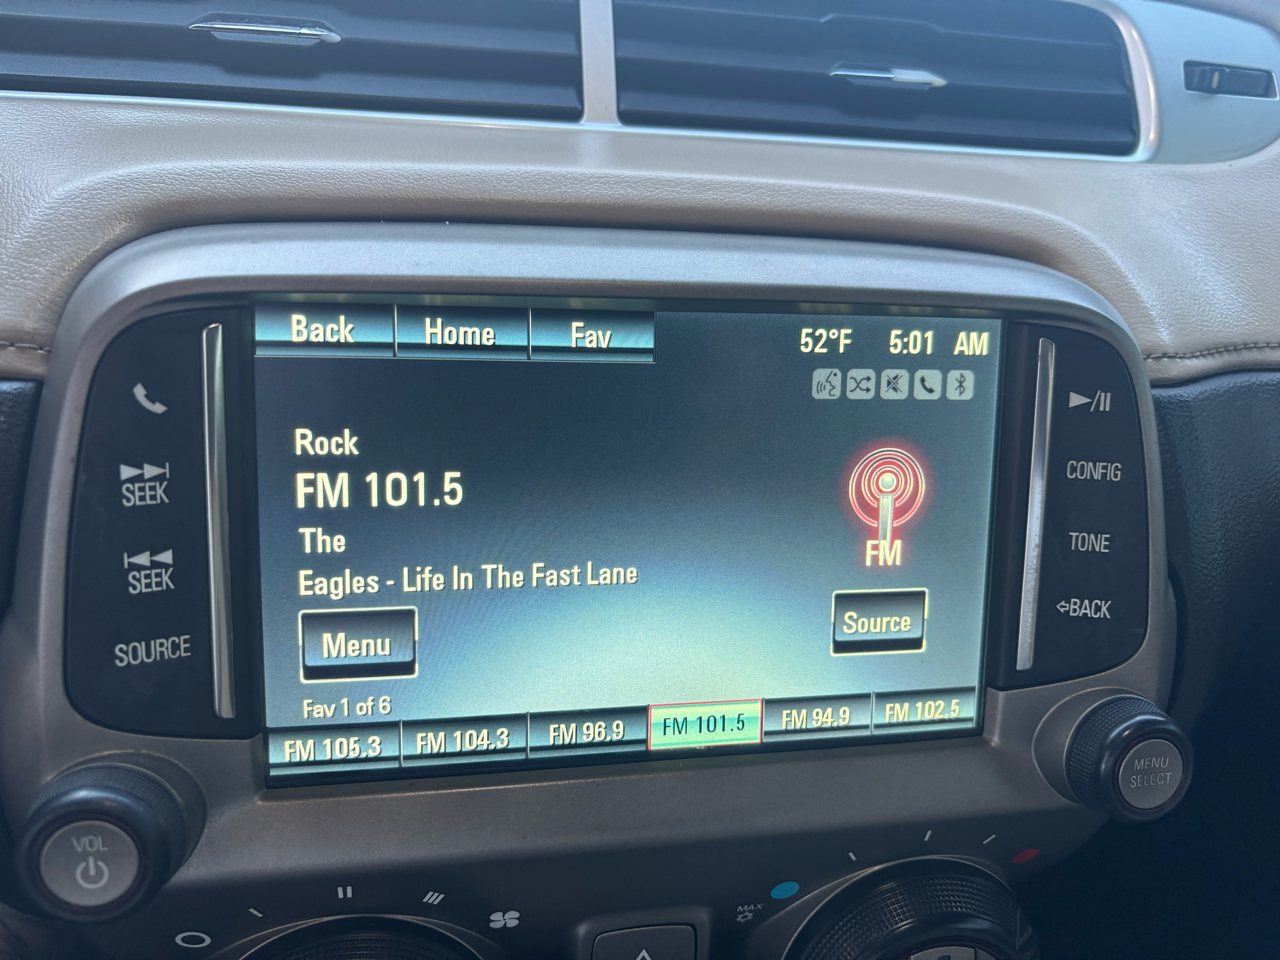 Back Home Fav 52°F 5:01 AM
Rock
FM 101.5
The
Eagles - Life In The Fast Lane
FM
Menu
Source
Fav 1 of 6
FM 105.3 FM 104.3 FM 96.9 FM 101.5 FM 94.9 FM 102.5
SEEK
SEEK
SOURCE
CONFIG
TONE
BACK
VOL
MENU
SELECT
MAX